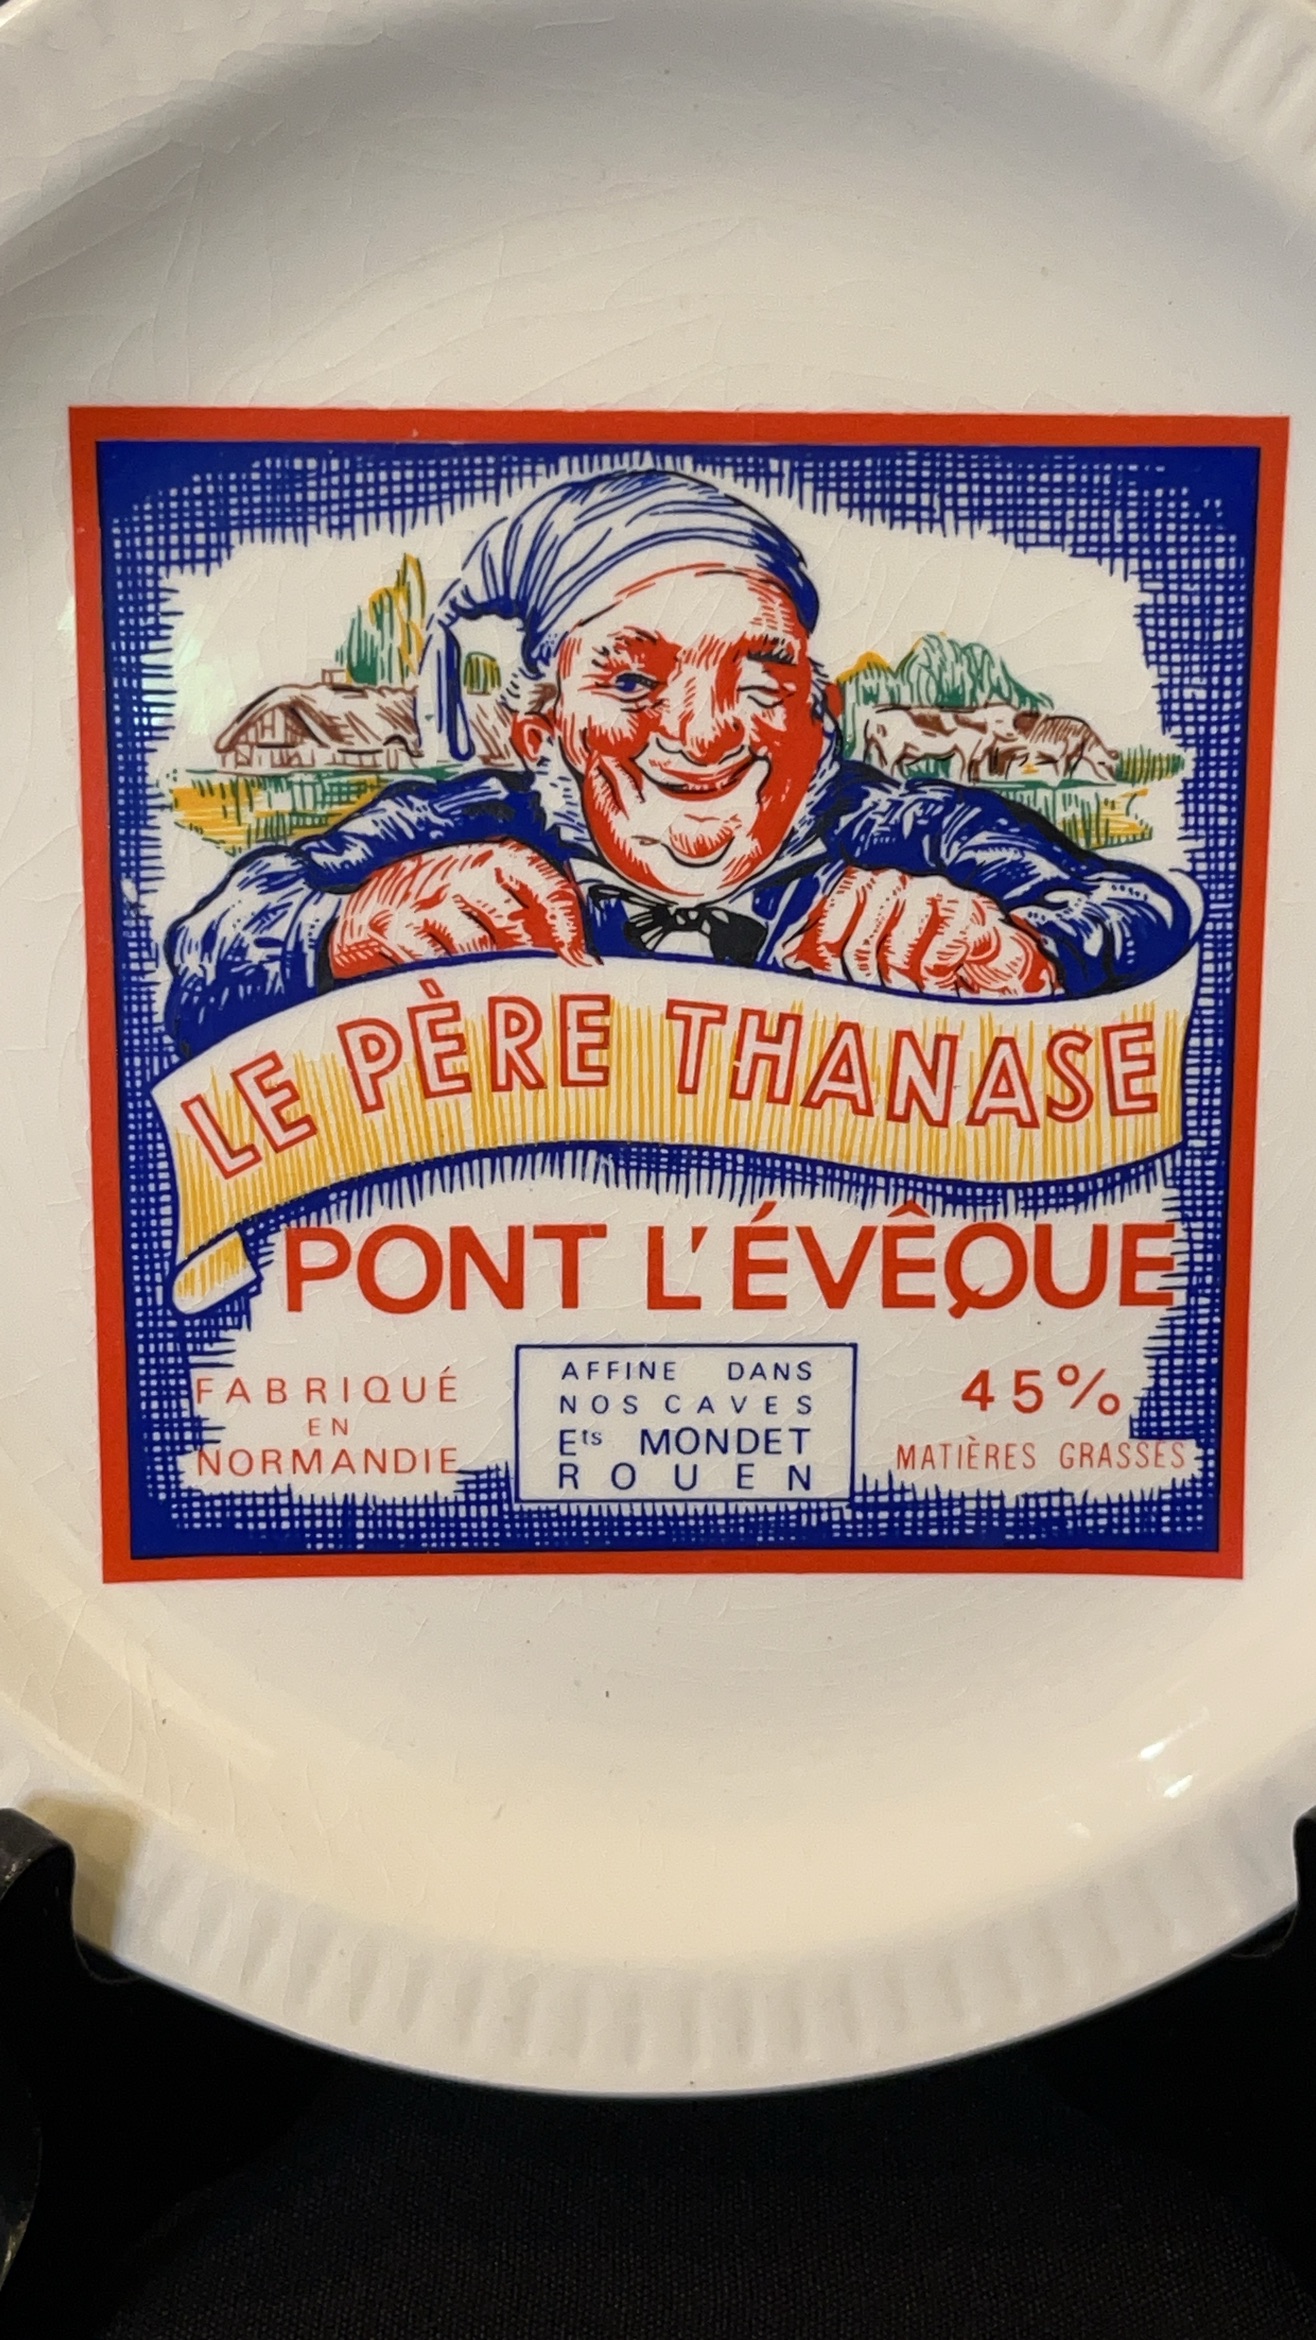 LE PÈRE THANASE
PONT L'ÉVÊQUE
FABRIQUÉ
EN
NORMANDIE
AFFINE DANS
NOS CAVES
Ets MONDET
ROUEN
45%
MATIÈRES GRASSES